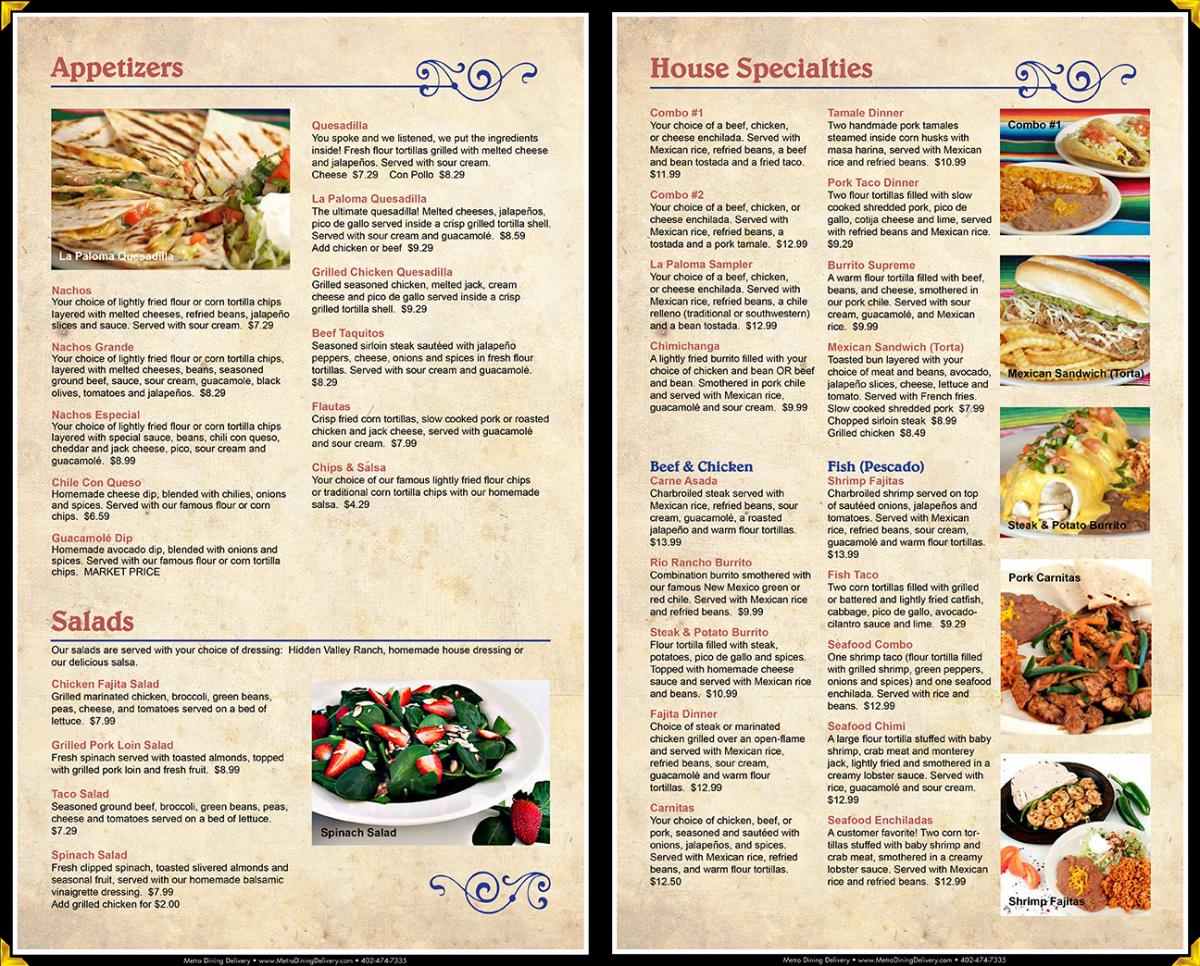 Appetizers
La Paloma Quesadilla
Nachos
Your choice of lightly fried flour or corn tortilla chips
layered with melted cheeses, refried beans, jalapeño
slices and sauce. Served with sour cream. $7.29
Nachos Grande
Your choice of lightly fried flour or corn tortilla chips,
layered with melted cheeses, beans, seasoned
ground beef, sauce, sour cream, guacamole, black
olives, tomatoes and jalapeños. $8.29
Nachos Especial
Your choice of lightly fried flour or corn tortilla chips
layered with special sauce, beans, chili con queso,
cheddar and jack cheese, pico, sour cream and
guacamolé. $8.99
Chile Con Queso
Homemade cheese dip, blended with chilies, onions
and spices. Served with our famous flour or corn
chips. $6.59
Guacamolé Dip
Homemade avocado dip, blended with onions and
spices. Served with our famous flour or corn tortilla
chips. MARKET PRICE
Quesadilla
You spoke and we listened, we put the ingredients
inside! Fresh flour tortillas grilled with melted cheese
and jalapeños. Served with sour cream.
Cheese $7.29 Con Pollo $8.29
La Paloma Quesadilla
The ultimate quesadilla! Melted cheeses, jalapeños,
pico de gallo served inside a crisp grilled tortilla shell.
Served with sour cream and guacamolé. $8.59
Add chicken or beef $9.29
Grilled Chicken Quesadilla
Grilled seasoned chicken, melted jack, cream
cheese and pico de gallo served inside a crisp
grilled tortilla shell. $9.29
Beef Taquitos
Seasoned sirloin steak sautéed with jalapeño
peppers, cheese, onions and spices in fresh flour
tortillas. Served with sour cream and guacamolé.
$8.29
Flautas
Crisp fried corn tortillas, slow cooked pork or roasted
chicken and jack cheese, served with guacamolé
and sour cream. $7.99
Chips & Salsa
Your choice of our famous lightly fried flour chips
or traditional corn tortilla chips with our homemade
salsa. $4.29
Salads
Our salads are served with your choice of dressing: Hidden Valley Ranch, homemade house dressing or
our delicious salsa.
Chicken Fajita Salad
Grilled marinated chicken, broccoli, green beans,
peas, cheese, and tomatoes served on a bed of
lettuce. $7.99
Grilled Pork Loin Salad
Fresh spinach served with toasted almonds, topped
with grilled pork loin and fresh fruit. $8.99
Taco Salad
Seasoned ground beef, broccoli, green beans, peas,
cheese and tomatoes served on a bed of lettuce.
$7.29
Spinach Salad
Fresh clipped spinach, toasted slivered almonds and
seasonal fruit, served with our homemade balsamic
vinaigrette dressing. $7.99
Add grilled chicken for $2.00
Spinach Salad
Metro Dining Delivery • www.MetroDiningDelivery.com • 402-474-7335
House Specialties
Combo #1
Your choice of a beef, chicken,
or cheese enchilada. Served with
Mexican rice, refried beans, a beef
and bean tostada and a fried taco.
$11.99
Combo #2
Your choice of a beef, chicken, or
cheese enchilada. Served with
Mexican rice, refried beans, a
tostada and a pork tamale. $12.99
La Paloma Sampler
Your choice of a beef, chicken,
or cheese enchilada. Served with
Mexican rice, refried beans, a chile
relleno (traditional or southwestern)
and a bean tostada. $12.99
Chimichanga
A lightly fried burrito filled with your
choice of chicken and bean OR beef
and bean. Smothered in pork chile
and served with Mexican rice,
guacamolé and sour cream. $9.99
Tamale Dinner
Two handmade pork tamales
steamed inside corn husks with
masa harina, served with Mexican
rice and refried beans. $10.99
Pork Taco Dinner
Two flour tortillas filled with slow
cooked shredded pork, pico de
gallo, cotija cheese and lime, served
with refried beans and Mexican rice.
$9.29
Burrito Supreme
A warm flour tortilla filled with beef,
beans, and cheese, smothered in
our pork chile. Served with sour
cream, guacamolé, and Mexican
rice. $9.99
Mexican Sandwich (Torta)
Toasted bun layered with your
choice of meat and beans, avocado,
jalapeño slices, cheese, lettuce and
tomato. Served with French fries.
Slow cooked shredded pork $7.99
Chopped sirloin steak $8.99
Grilled chicken $8.49
Beef & Chicken
Carne Asada
Charbroiled steak served with
Mexican rice, refried beans, sour
cream, guacamolé, a roasted
jalapeño and warm flour tortillas.
$13.99
Rio Rancho Burrito
Combination burrito smothered with
our famous New Mexico green or
red chile. Served with Mexican rice
and refried beans. $9.99
Steak & Potato Burrito
Flour tortilla filled with steak,
potatoes, pico de gallo and spices.
Topped with homemade cheese
sauce and served with Mexican rice
and beans. $10.99
Fajita Dinner
Choice of steak or marinated
chicken grilled over an open-flame
and served with Mexican rice,
refried beans, sour cream,
guacamolé and warm flour
tortillas. $12.99
Carnitas
Your choice of chicken, beef, or
pork, seasoned and sautéed with
onions, jalapeños, and spices.
Served with Mexican rice, refried
beans, and warm flour tortillas.
$12.50
Fish (Pescado)
Shrimp Fajitas
Charbroiled shrimp served on top
of sautéed onions, jalapeños and
tomatoes. Served with Mexican
rice, refried beans, sour cream,
guacamolé and warm flour tortillas.
$13.99
Fish Taco
Two corn tortillas filled with grilled
or battered and lightly fried catfish,
cabbage, pico de gallo, avocado-
cilantro sauce and lime. $9.29
Seafood Combo
One shrimp taco (flour tortilla filled
with grilled shrimp, green peppers,
onions and spices) and one seafood
enchilada. Served with rice and
beans. $12.99
Seafood Chimi
A large flour tortilla stuffed with baby
shrimp, crab meat and monterey
jack, lightly fried and smothered in a
creamy lobster sauce. Served with
rice, guacamolé and sour cream.
$12.99
Seafood Enchiladas
A customer favorite! Two corn tor-
tillas stuffed with baby shrimp and
crab meat, smothered in a creamy
lobster sauce. Served with Mexican
rice and refried beans. $12.99
Combo #1
Mexican Sandwich (Torta)
Steak & Potato Burrito
Pork Carnitas
Shrimp Fajitas
Metro Dining Delivery • www.MetroDiningDelivery.com • 402-474-7335